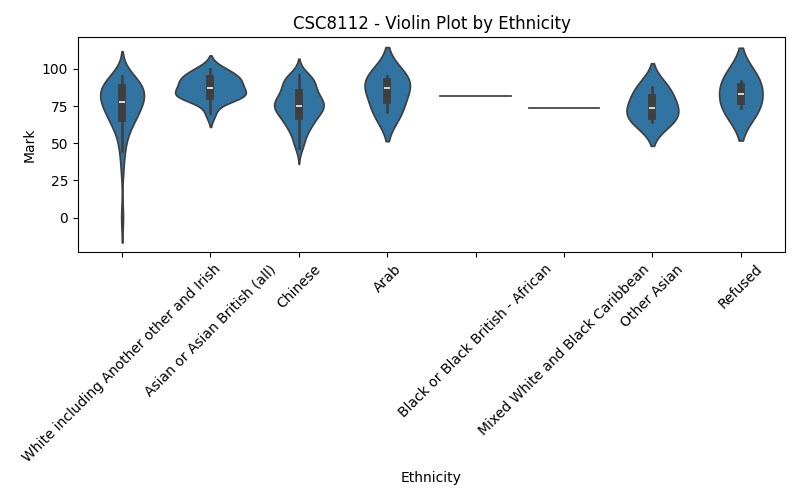 CSC8112 - Violin Plot by Ethnicity
Mark
100
75
50
25
0
White including Another other and Irish
Asian or Asian British (all)
Chinese
Arab
Black or Black British - African
Mixed White and Black Caribbean
Other Asian
Refused
Ethnicity